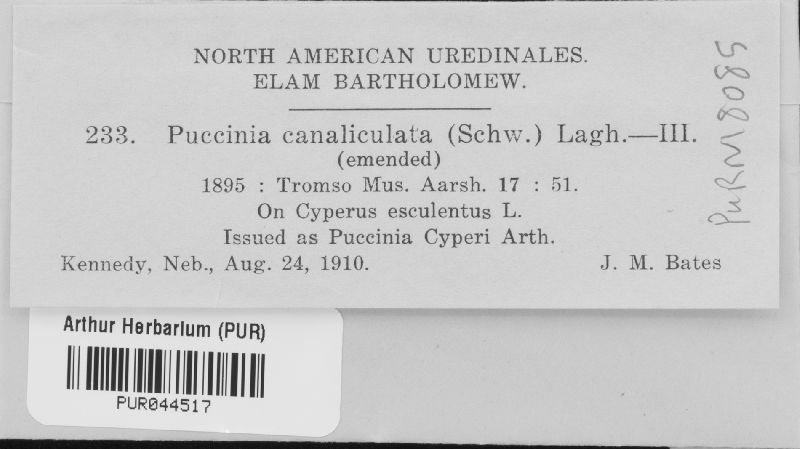 NORTH AMERICAN UREDINALES.
ELAM BARTHOLOMEW.
233. Puccinia canaliculata (Schw.) Lagh.—III.
(emended)
1895 : Tromso Mus. Aarsh. 17 : 51.
On Cyperus esculentus L.
Issued as Puccinia Cyperi Arth.
Kennedy, Neb., Aug. 24, 1910. J. M. Bates
PURM8085
Arthur Herbarium (PUR)
PUR044517